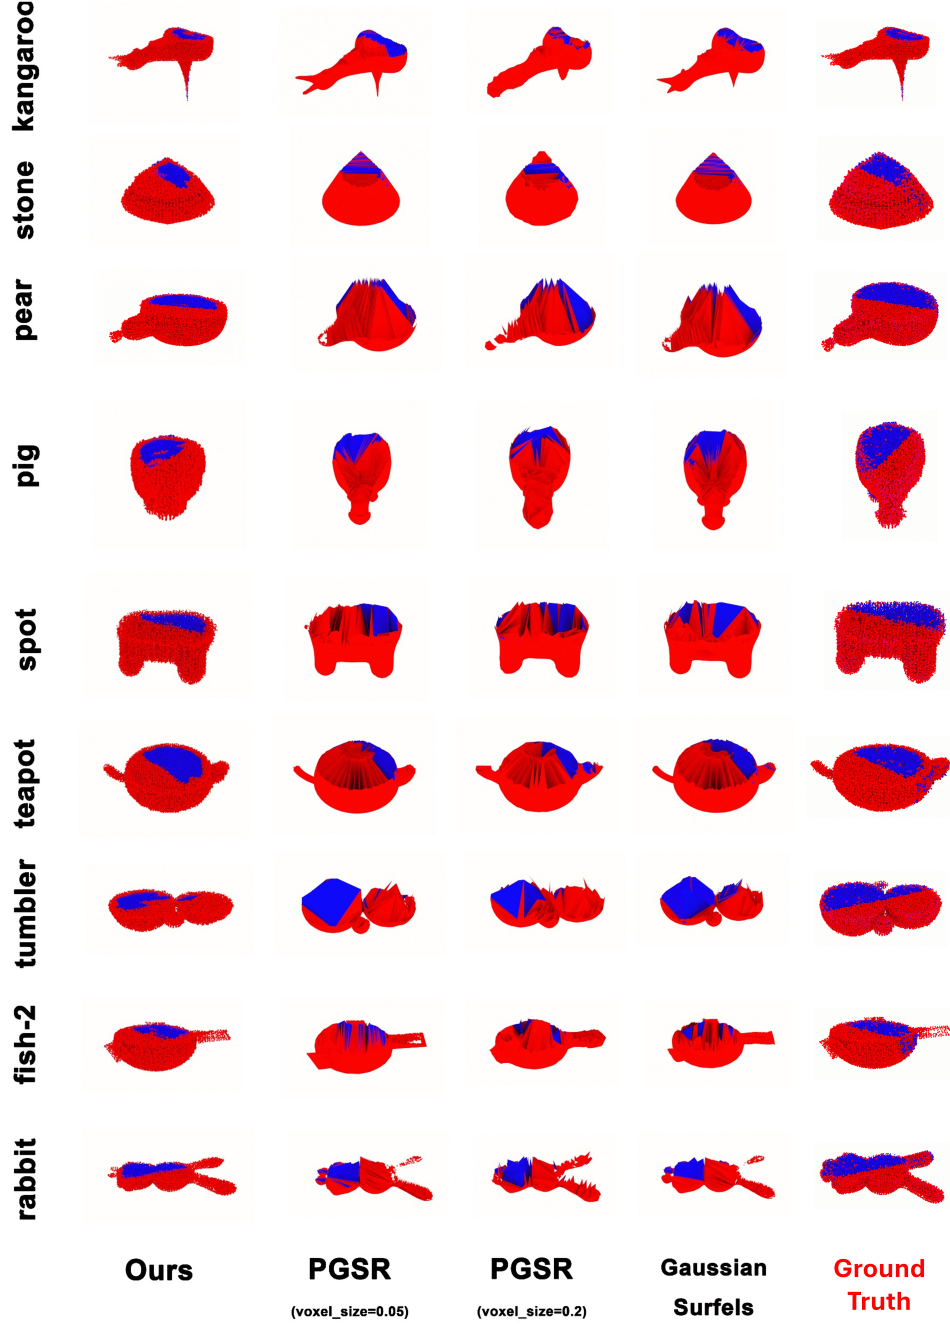 kangaroo
stone
pear
pig
spot
teapot
tumbler
fish-2
rabbit
Ours
PGSR
(voxel_size=0.05)
PGSR
(voxel_size=0.2)
Gaussian
Surfels
Ground
Truth